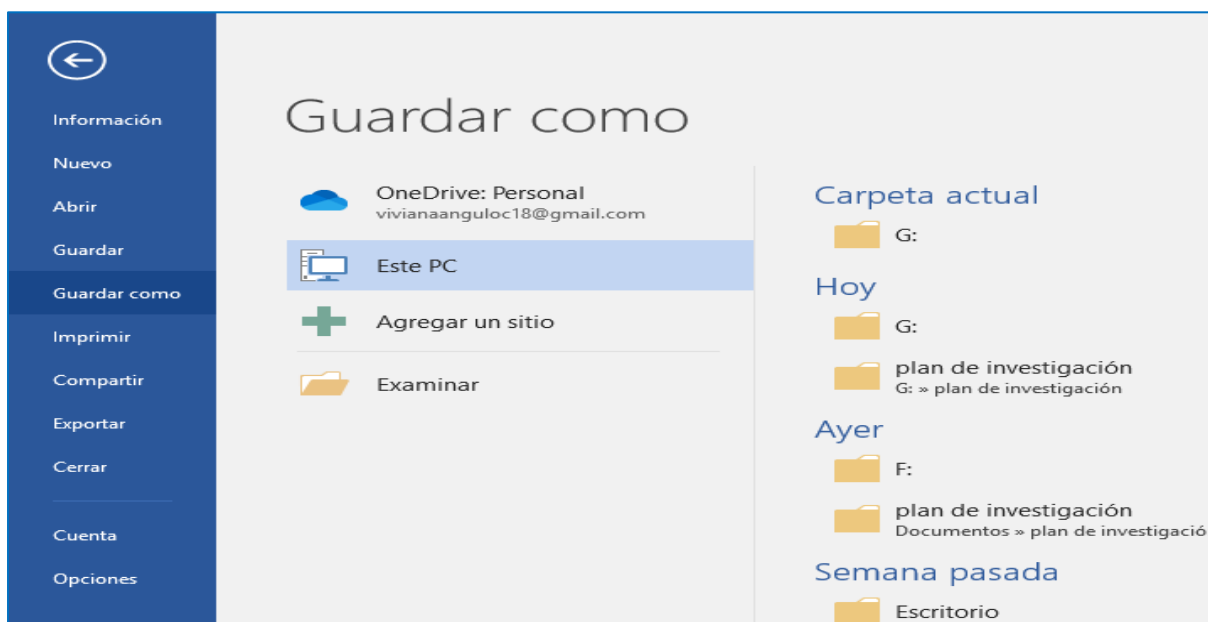 Información
Nuevo
Abrir
Guardar
Guardar como
Imprimir
Compartir
Exportar
Cerrar
Cuenta
Opciones
Guardar como
OneDrive: Personal
vivianaanguloc18@gmail.com
Este PC
Agregar un sitio
Examinar
Carpeta actual
G:
Hoy
G:
plan de investigación
G: » plan de investigación
Ayer
F:
plan de investigación
Documentos » plan de investigació
Semana pasada
Escritorio